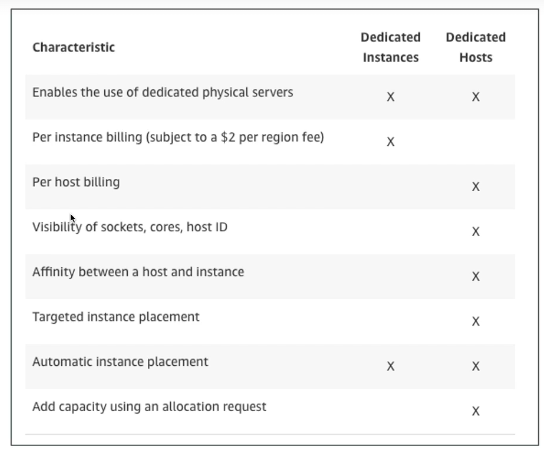 Characteristic Dedicated Instances Dedicated Hosts
Enables the use of dedicated physical servers X X
Per instance billing (subject to a $2 per region fee) X
Per host billing X
Visibility of sockets, cores, host ID X
Affinity between a host and instance X
Targeted instance placement X
Automatic instance placement X X
Add capacity using an allocation request X